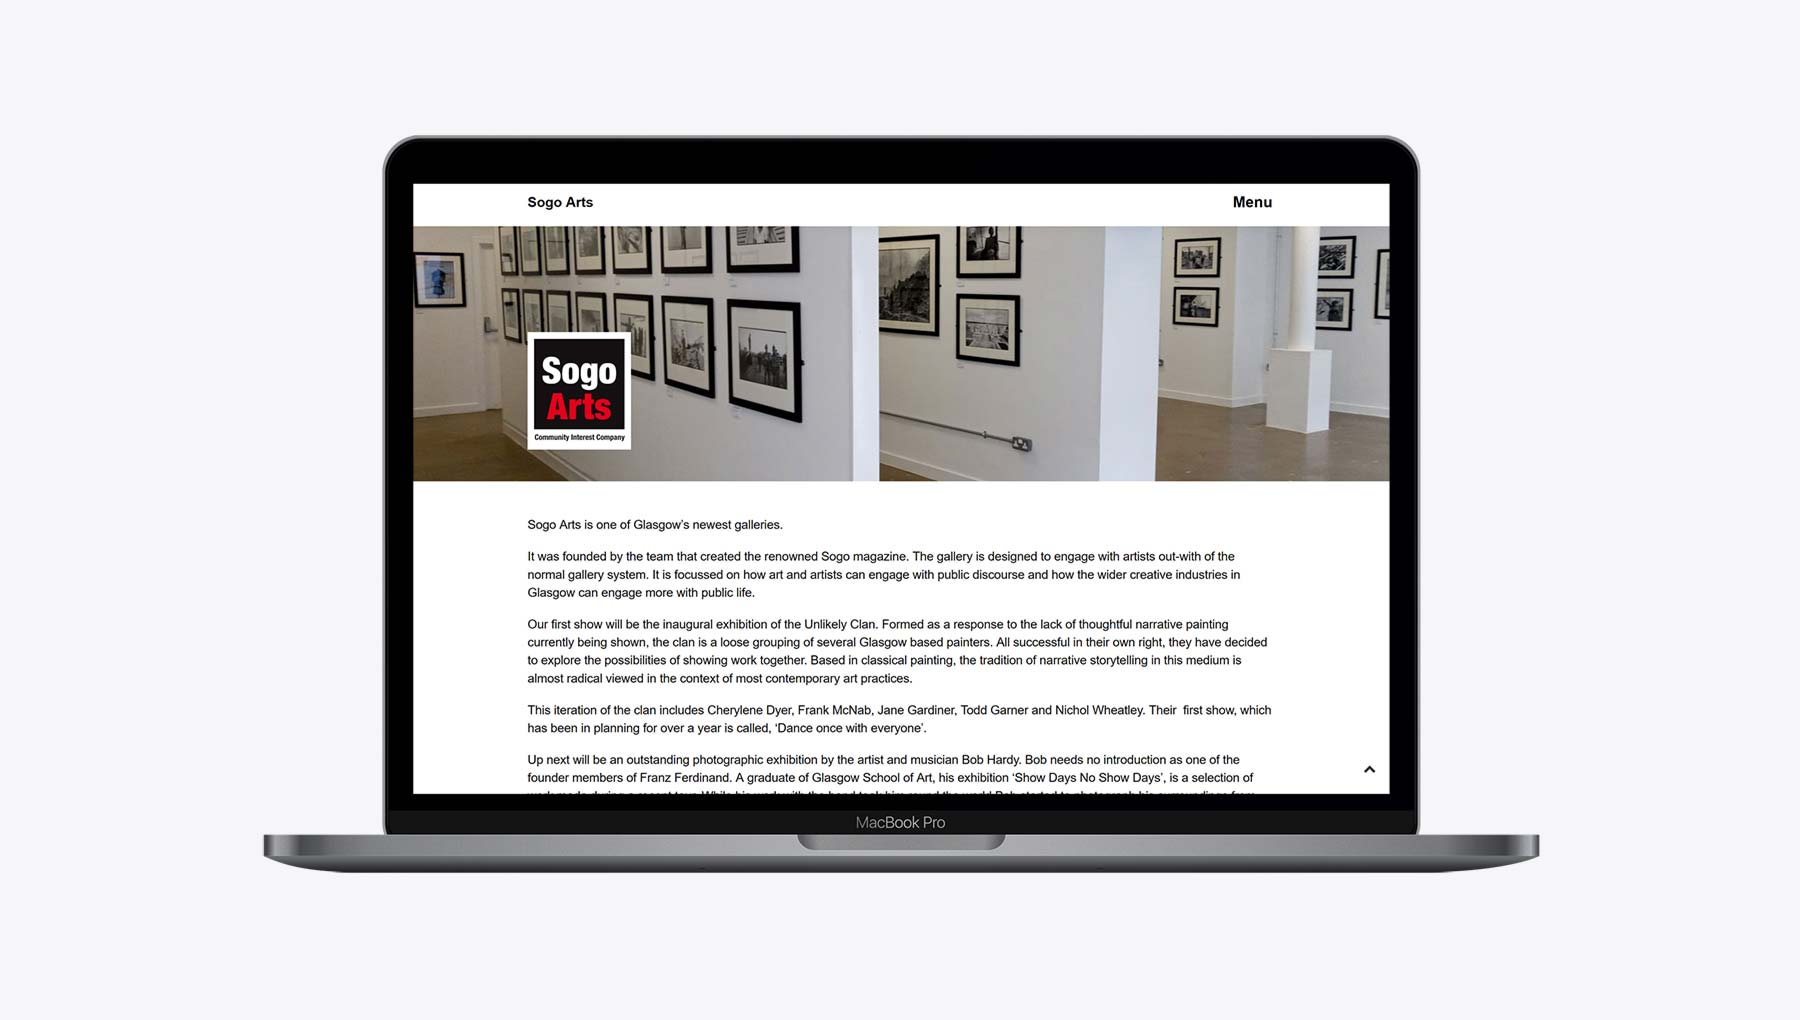 Sogo Arts
Menu
Sogo
Arts
Community Interest Company
Sogo Arts is one of Glasgow’s newest galleries.
It was founded by the team that created the renowned Sogo magazine. The gallery is designed to engage with artists out-with of the
normal gallery system. It is focussed on how art and artists can engage with public discourse and how the wider creative industries in
Glasgow can engage more with public life.
Our first show will be the inaugural exhibition of the Unlikely Clan. Formed as a response to the lack of thoughtful narrative painting
currently being shown, the clan is a loose grouping of several Glasgow based painters. All successful in their own right, they have decided
to explore the possibilities of showing work together. Based in classical painting, the tradition of narrative storytelling in this medium is
almost radical viewed in the context of most contemporary art practices.
This iteration of the clan includes Cherylene Dyer, Frank McNab, Jane Gardiner, Todd Garner and Nichol Wheatley. Their  first show, which
has been in planning for over a year is called, ‘Dance once with everyone’.
Up next will be an outstanding photographic exhibition by the artist and musician Bob Hardy. Bob needs no introduction as one of the
founder members of Franz Ferdinand. A graduate of Glasgow School of Art, his exhibition ‘Show Days No Show Days’, is a selection of
MacBook Pro